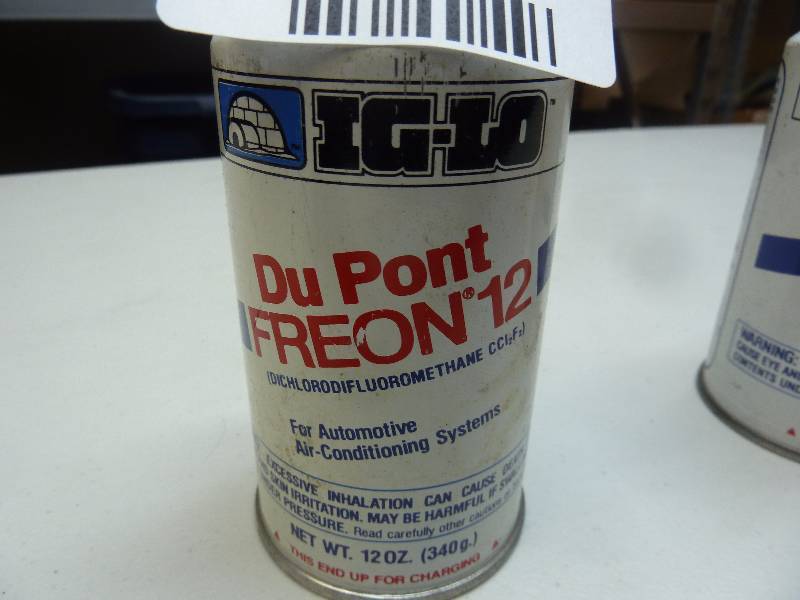 IG-LO
Du Pont
FREON® 12
(DICHLORODIFLUOROMETHANE CCl₂F₂)
For Automotive
Air-Conditioning Systems
EXCESSIVE INHALATION CAN CAUSE DEATH
SKIN IRRITATION. MAY BE HARMFUL IF
PRESSURE. Read carefully other cautions
NET WT. 12 OZ. (340g.)
THIS END UP FOR CHARGING
WARNING:
CAUSE EYE AND
CONTENTS UND